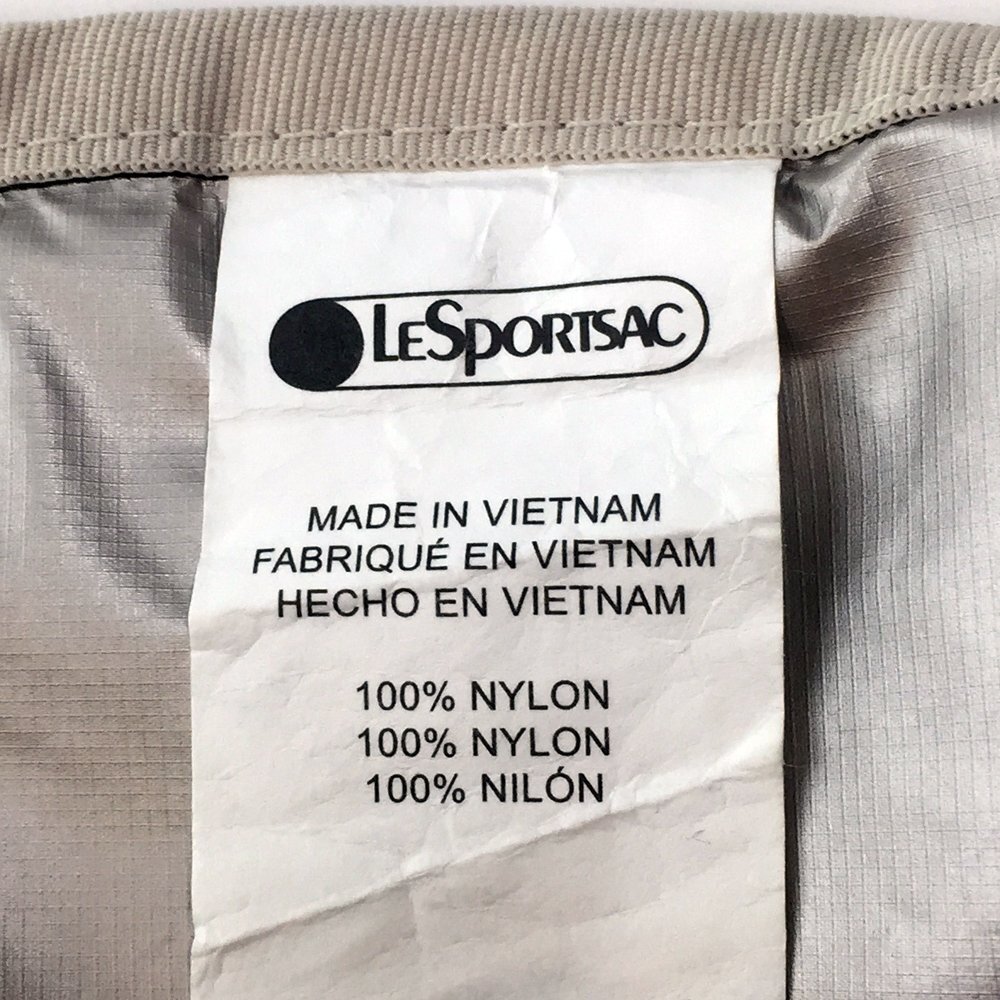 LeSportsac
MADE IN VIETNAM
FABRIQUÉ EN VIETNAM
HECHO EN VIETNAM
100% NYLON
100% NYLON
100% NILÓN